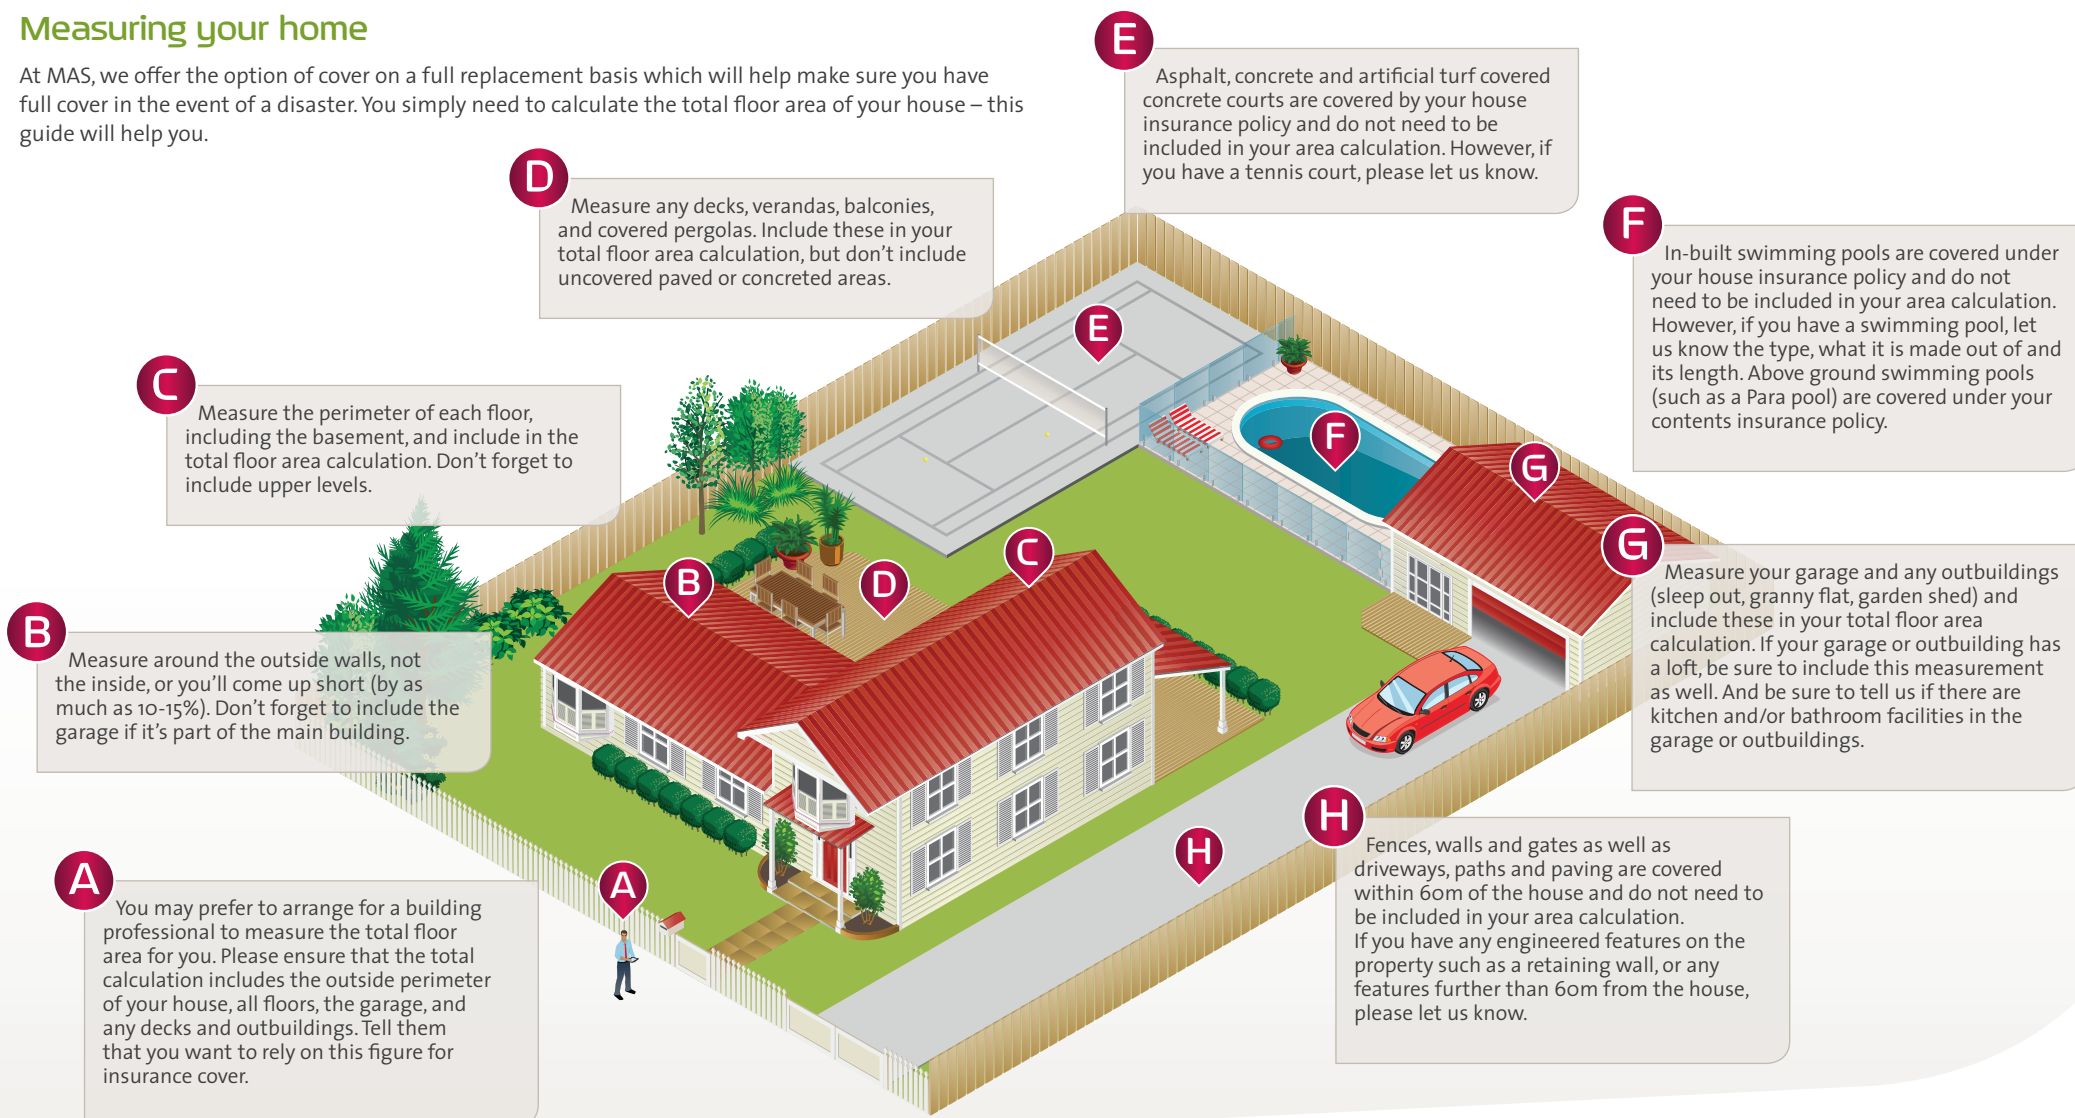 Measuring your home
At MAS, we offer the option of cover on a full replacement basis which will help make sure you have
full cover in the event of a disaster. You simply need to calculate the total floor area of your house – this
guide will help you.
E
Asphalt, concrete and artificial turf covered
concrete courts are covered by your house
insurance policy and do not need to be
included in your area calculation. However, if
you have a tennis court, please let us know.
D
Measure any decks, verandas, balconies,
and covered pergolas. Include these in your
total floor area calculation, but don’t include
uncovered paved or concreted areas.
F
In-built swimming pools are covered under
your house insurance policy and do not
need to be included in your area calculation.
However, if you have a swimming pool, let
us know the type, what it is made out of and
its length. Above ground swimming pools
(such as a Para pool) are covered under your
contents insurance policy.
E
C
Measure the perimeter of each floor,
including the basement, and include in the
total floor area calculation. Don’t forget to
include upper levels.
F
G
G
Measure your garage and any outbuildings
(sleep out, granny flat, garden shed) and
include these in your total floor area
calculation. If your garage or outbuilding has
a loft, be sure to include this measurement
as well. And be sure to tell us if there are
kitchen and/or bathroom facilities in the
garage or outbuildings.
C
B
D
B
Measure around the outside walls, not
the inside, or you’ll come up short (by as
much as 10-15%). Don’t forget to include the
garage if it’s part of the main building.
H
Fences, walls and gates as well as
driveways, paths and paving are covered
within 60m of the house and do not need to
be included in your area calculation.
If you have any engineered features on the
property such as a retaining wall, or any
features further than 60m from the house,
please let us know.
H
A
A
You may prefer to arrange for a building
professional to measure the total floor
area for you. Please ensure that the total
calculation includes the outside perimeter
of your house, all floors, the garage, and
any decks and outbuildings. Tell them
that you want to rely on this figure for
insurance cover.